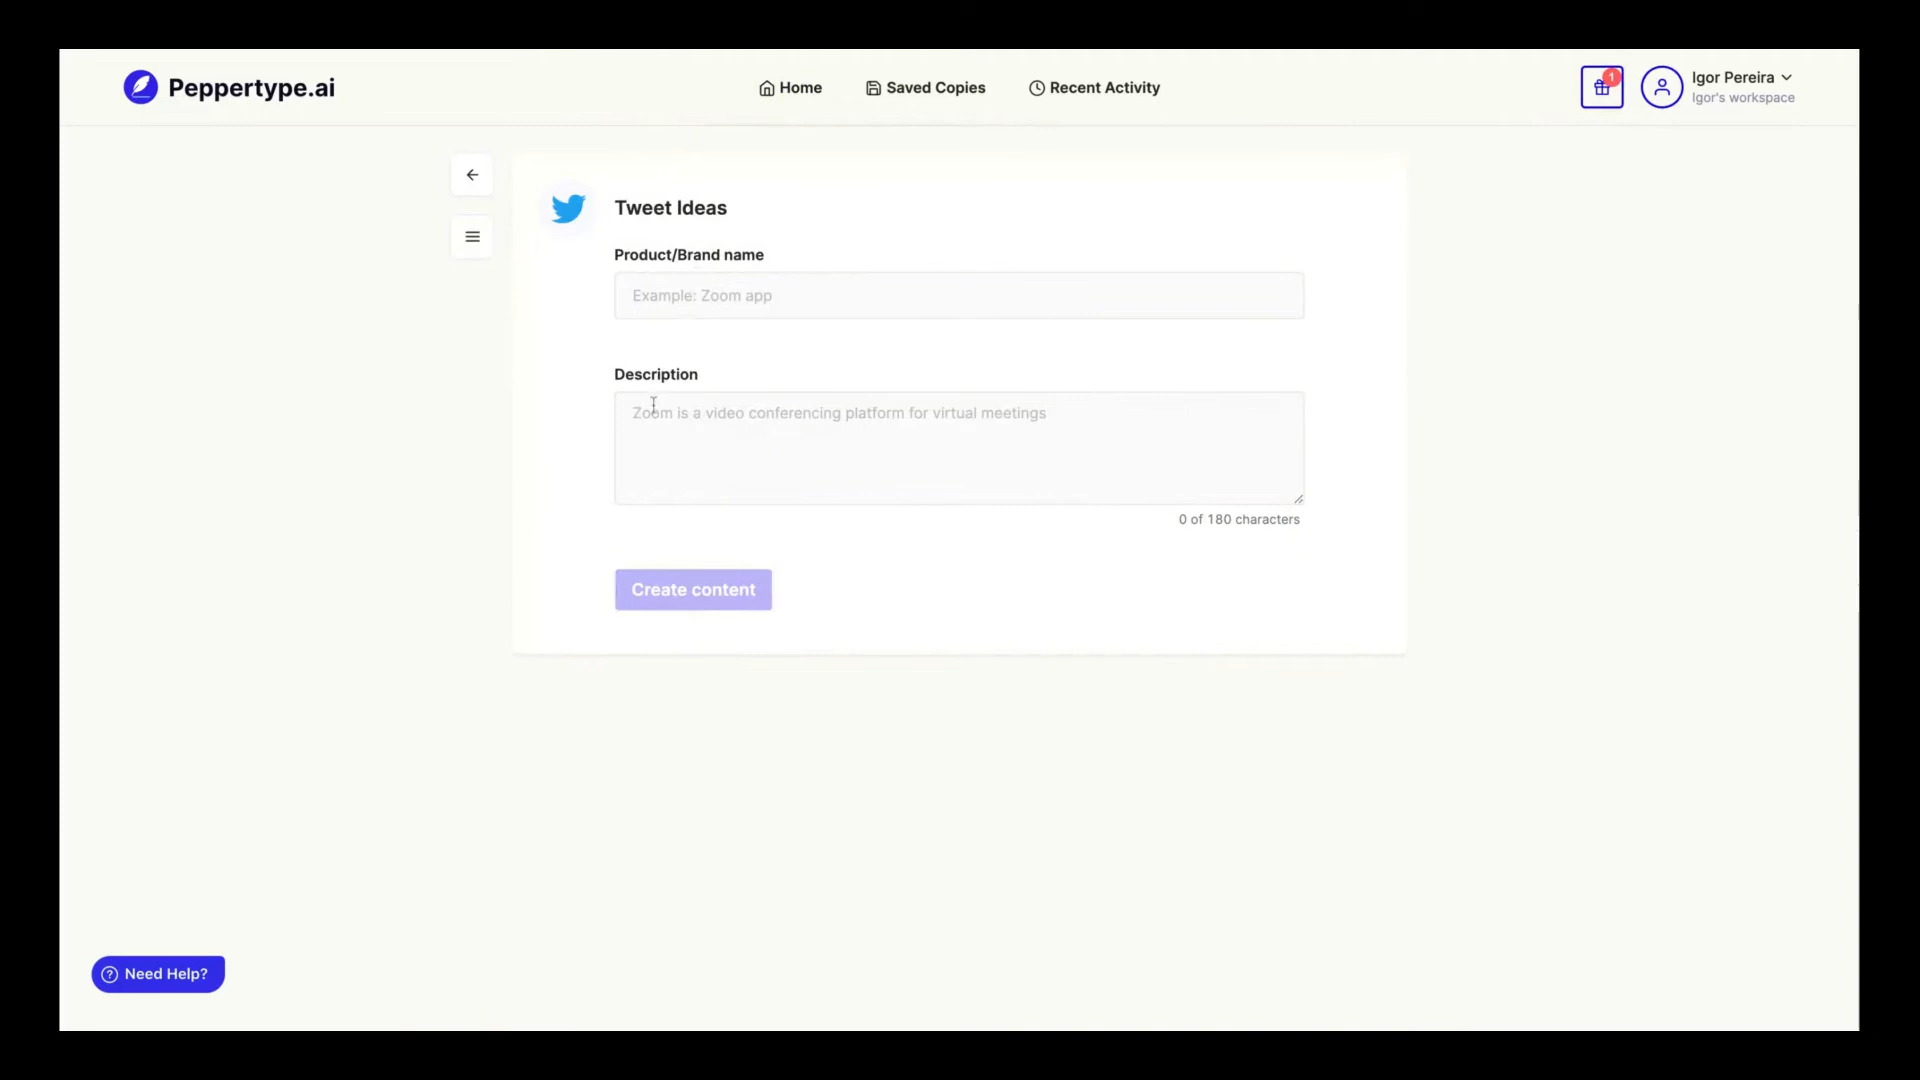 Peppertype.ai
Home
Saved Copies
Recent Activity
1
Igor Pereira
Igor's workspace
Tweet Ideas
Product/Brand name
Example: Zoom app
Description
Zoom is a video conferencing platform for virtual meetings
0 of 180 characters
Create content
? Need Help?